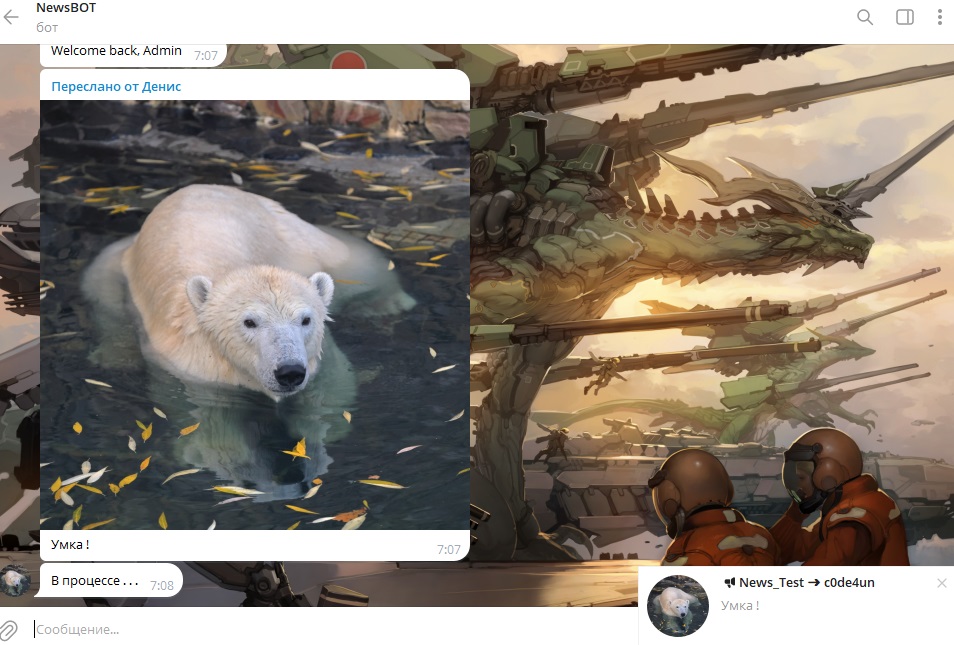 NewsBOT
бот
Welcome back, Admin 7:07
Переслано от Денис
Умка !
7:07
В процессе . . . 7:08
Сообщение...
News_Test ➔ c0de4un
Умка !